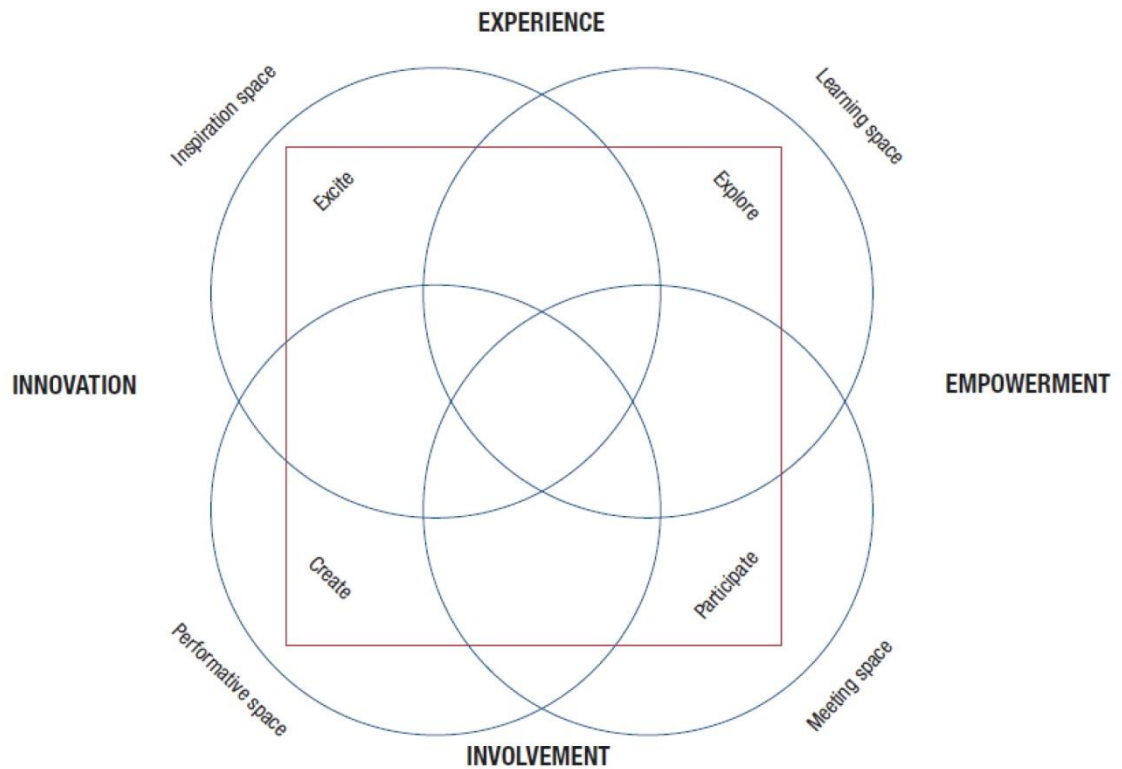 EXPERIENCE
Inspiration space
Learning space
Excite
Explore
INNOVATION
EMPOWERMENT
Create
Participate
Performative space
Meeting space
INVOLVEMENT